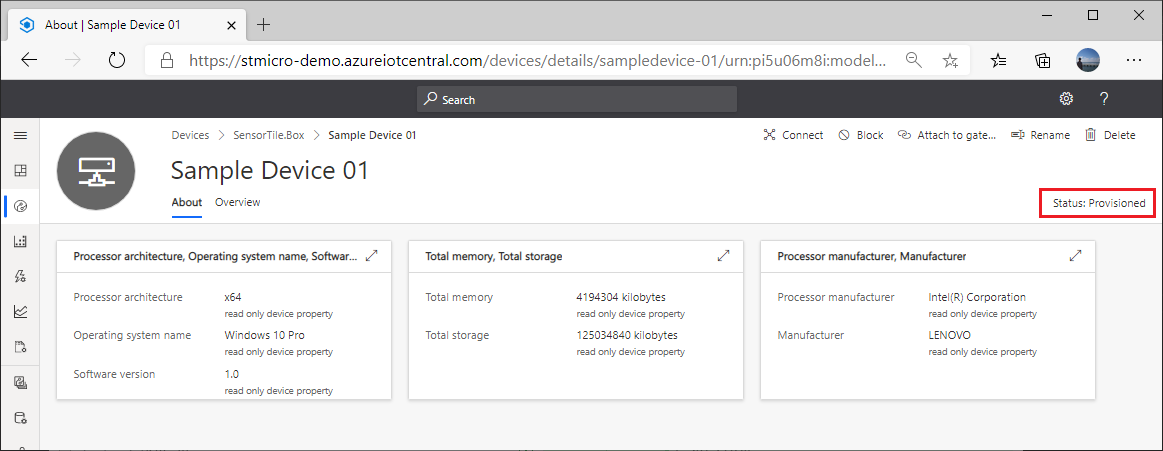 About | Sample Device 01
https://stmicro-demo.azureiotcentral.com/devices/details/sampledevice-01/urn:pi5u06m8i:model...
Search
?
Devices > SensorTile.Box > Sample Device 01
Connect Block Attach to gate... Rename Delete
Sample Device 01
About Overview
Status: Provisioned
Processor architecture, Operating system name, Softwar...
Processor architecture x64
read only device property
Operating system name Windows 10 Pro
read only device property
Software version 1.0
read only device property
Total memory, Total storage
Total memory 4194304 kilobytes
read only device property
Total storage 125034840 kilobytes
read only device property
Processor manufacturer, Manufacturer
Processor manufacturer Intel(R) Corporation
read only device property
Manufacturer LENOVO
read only device property